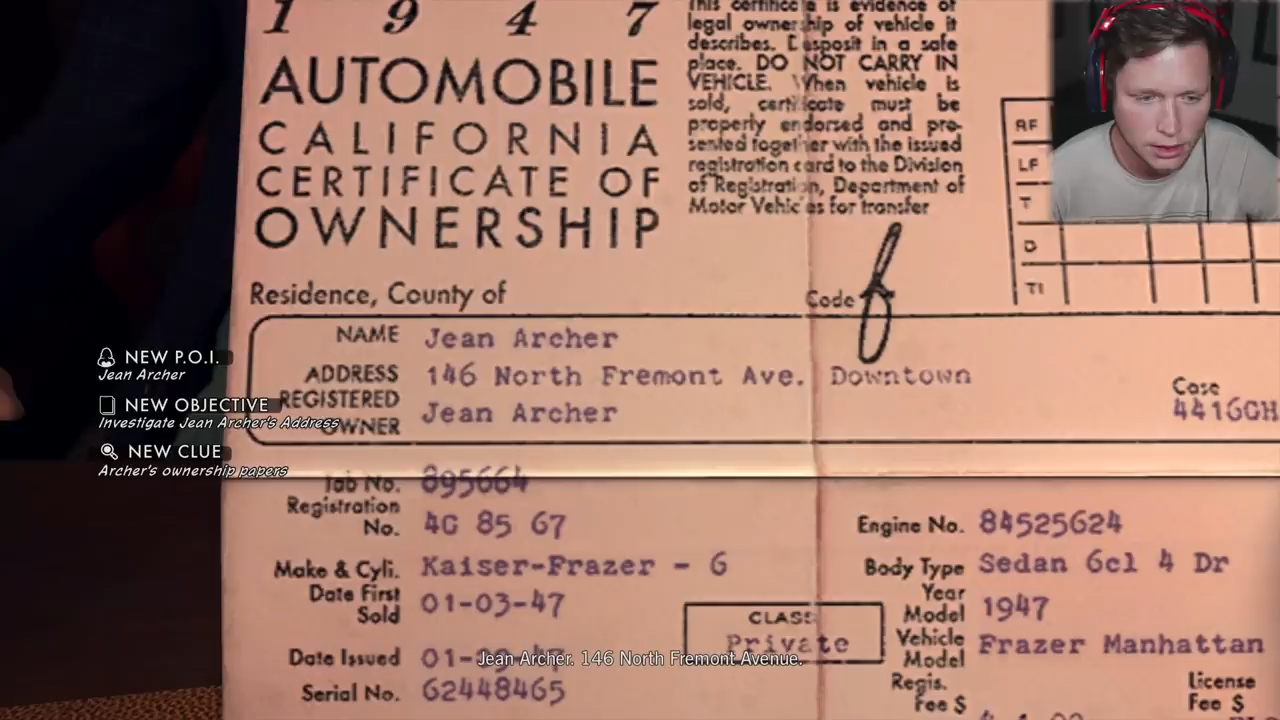 1 9 4 7
AUTOMOBILE
CALIFORNIA
CERTIFICATE OF
OWNERSHIP
This certificate is evidence of
legal ownership of vehicle it
describes. Desposit in a safe
place. DO NOT CARRY IN
VEHICLE. When vehicle is
sold, certificate must be
properly endorsed and pre-
sented together with the issued
registration card to the Division
of Registration, Department of
Motor Vehicles for transfer
RF
LF
T
D
TI
Residence, County of
Code
NAME Jean Archer
ADDRESS 146 North Fremont Ave. Downtown
REGISTERED OWNER Jean Archer
Case
4416GH
NEW P.O.I.
Jean Archer
NEW OBJECTIVE
Investigate Jean Archer's Address
NEW CLUE
Archer's ownership papers
Tab No. 895664
Registration No. 4G 85 67
Make & Cyli. Kaiser-Frazer - 6
Date First Sold 01-03-47
Date Issued
Serial No. 62448465
CLASS
Private
Engine No. 84525624
Body Type Sedan 6cl 4 Dr
Year Model 1947
Vehicle Model Frazer Manhattan
Regis. Fee $
License Fee $
Jean Archer. 146 North Fremont Avenue.